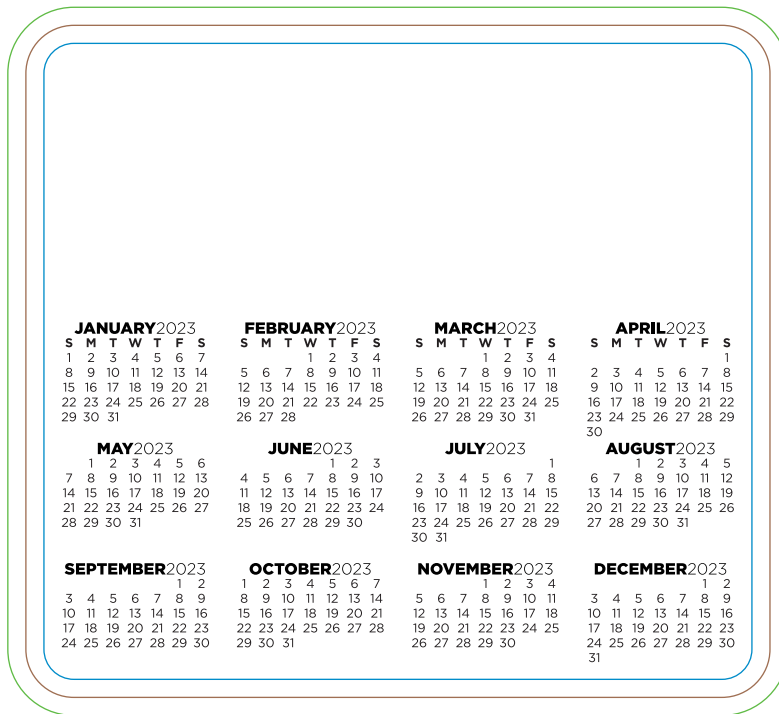 JANUARY2023
S M T W T F S
1 2 3 4 5 6 7
8 9 10 11 12 13 14
15 16 17 18 19 20 21
22 23 24 25 26 27 28
29 30 31
FEBRUARY2023
S M T W T F S
1 2 3 4
5 6 7 8 9 10 11
12 13 14 15 16 17 18
19 20 21 22 23 24 25
26 27 28
MARCH2023
S M T W T F S
1 2 3 4
5 6 7 8 9 10 11
12 13 14 15 16 17 18
19 20 21 22 23 24 25
26 27 28 29 30 31
APRIL2023
S M T W T F S
1
2 3 4 5 6 7 8
9 10 11 12 13 14 15
16 17 18 19 20 21 22
23 24 25 26 27 28 29
30
MAY2023
1 2 3 4 5 6
7 8 9 10 11 12 13
14 15 16 17 18 19 20
21 22 23 24 25 26 27
28 29 30 31
JUNE2023
1 2 3
4 5 6 7 8 9 10
11 12 13 14 15 16 17
18 19 20 21 22 23 24
25 26 27 28 29 30
JULY2023
1
2 3 4 5 6 7 8
9 10 11 12 13 14 15
16 17 18 19 20 21 22
23 24 25 26 27 28 29
30 31
AUGUST2023
1 2 3 4 5
6 7 8 9 10 11 12
13 14 15 16 17 18 19
20 21 22 23 24 25 26
27 28 29 30 31
SEPTEMBER2023
1 2
3 4 5 6 7 8 9
10 11 12 13 14 15 16
17 18 19 20 21 22 23
24 25 26 27 28 29 30
OCTOBER2023
1 2 3 4 5 6 7
8 9 10 11 12 13 14
15 16 17 18 19 20 21
22 23 24 25 26 27 28
29 30 31
NOVEMBER2023
1 2 3 4
5 6 7 8 9 10 11
12 13 14 15 16 17 18
19 20 21 22 23 24 25
26 27 28 29 30
DECEMBER2023
1 2
3 4 5 6 7 8 9
10 11 12 13 14 15 16
17 18 19 20 21 22 23
24 25 26 27 28 29 30
31